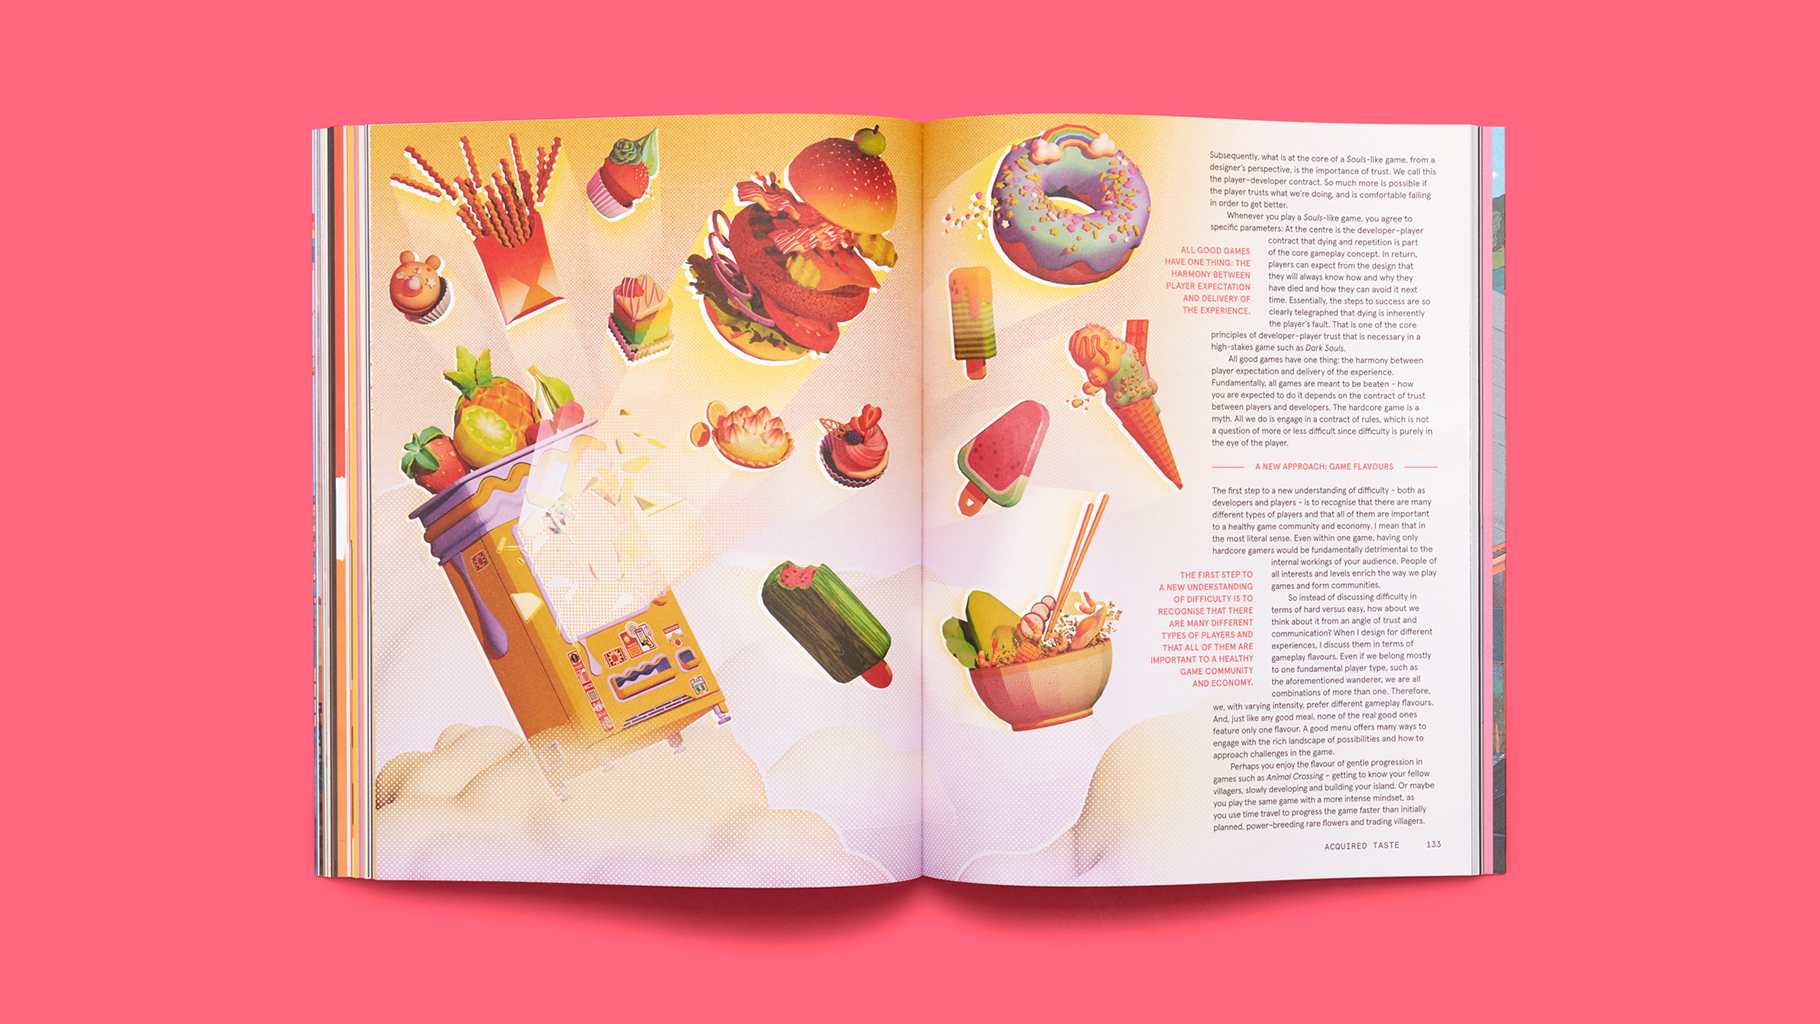 Subsequently, what is at the core of a Souls-like game, from a
designer's perspective, is the importance of trust. We call this
the player–developer contract. So much more is possible if
the player trusts what we're doing, and is comfortable failing
in order to get better.
Whenever you play a Souls-like game, you agree to
specific parameters: At the centre is the developer–player
contract that dying and repetition is part
of the core gameplay concept. In return,
players can expect from the design that
they will always know how and why they
have died and how they can avoid it next
time. Essentially, the steps to success are so
clearly telegraphed that dying is inherently
the player's fault. That is one of the core
principles of developer–player trust that is necessary in a
high-stakes game such as Dark Souls.
All good games have one thing: the harmony between
player expectation and delivery of the experience.
Fundamentally, all games are meant to be beaten – how
you are expected to do it depends on the contract of trust
between players and developers. The hardcore game is a
myth. All we do is engage in a contract of rules, which is not
a question of more or less difficult since difficulty is purely in
the eye of the player.
ALL GOOD GAMES
HAVE ONE THING: THE
HARMONY BETWEEN
PLAYER EXPECTATION
AND DELIVERY OF
THE EXPERIENCE.
A NEW APPROACH: GAME FLAVOURS
The first step to a new understanding of difficulty – both as
developers and players – is to recognise that there are many
different types of players and that all of them are important
to a healthy game community and economy. I mean that in
the most literal sense. Even within one game, having only
hardcore gamers would be fundamentally detrimental to the
internal workings of your audience. People of
all interests and levels enrich the way we play
games and form communities.
So instead of discussing difficulty in
terms of hard versus easy, how about we
think about it from an angle of trust and
communication? When I design for different
experiences, I discuss them in terms of
gameplay flavours. Even if we belong mostly
to one fundamental player type, such as
the aforementioned wanderer, we are all
combinations of more than one. Therefore,
we, with varying intensity, prefer different gameplay flavours.
And, just like any good meal, none of the real good ones
feature only one flavour. A good menu offers many ways to
engage with the rich landscape of possibilities and how to
approach challenges in the game.
Perhaps you enjoy the flavour of gentle progression in
games such as Animal Crossing – getting to know your fellow
villagers, slowly developing and building your island. Or maybe
you play the same game with a more intense mindset, as
you use time travel to progress the game faster than initially
planned, power-breeding rare flowers and trading villagers.
THE FIRST STEP TO
A NEW UNDERSTANDING
OF DIFFICULTY IS TO
RECOGNISE THAT THERE
ARE MANY DIFFERENT
TYPES OF PLAYERS AND
THAT ALL OF THEM ARE
IMPORTANT TO A HEALTHY
GAME COMMUNITY
AND ECONOMY.
ACQUIRED TASTE 133